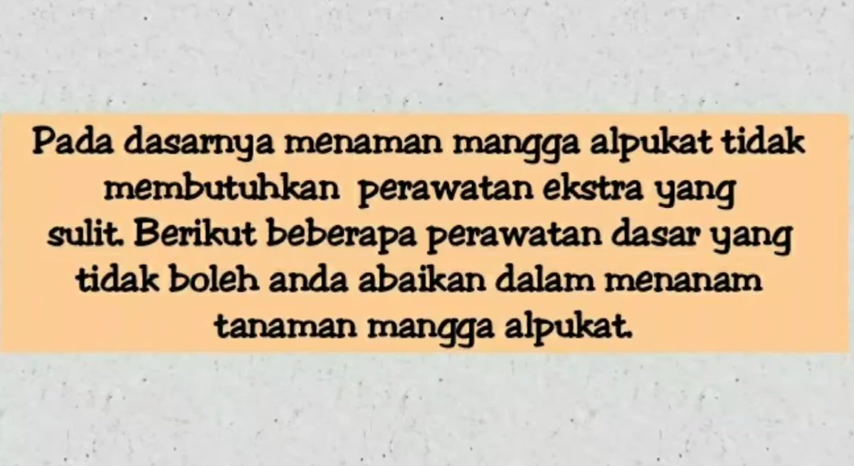 Pada dasarnya menaman mangga alpukat tidak
membutuhkan perawatan ekstra yang
sulit. Berikut beberapa perawatan dasar yang
tidak boleh anda abaikan dalam menanam
tanaman mangga alpukat.